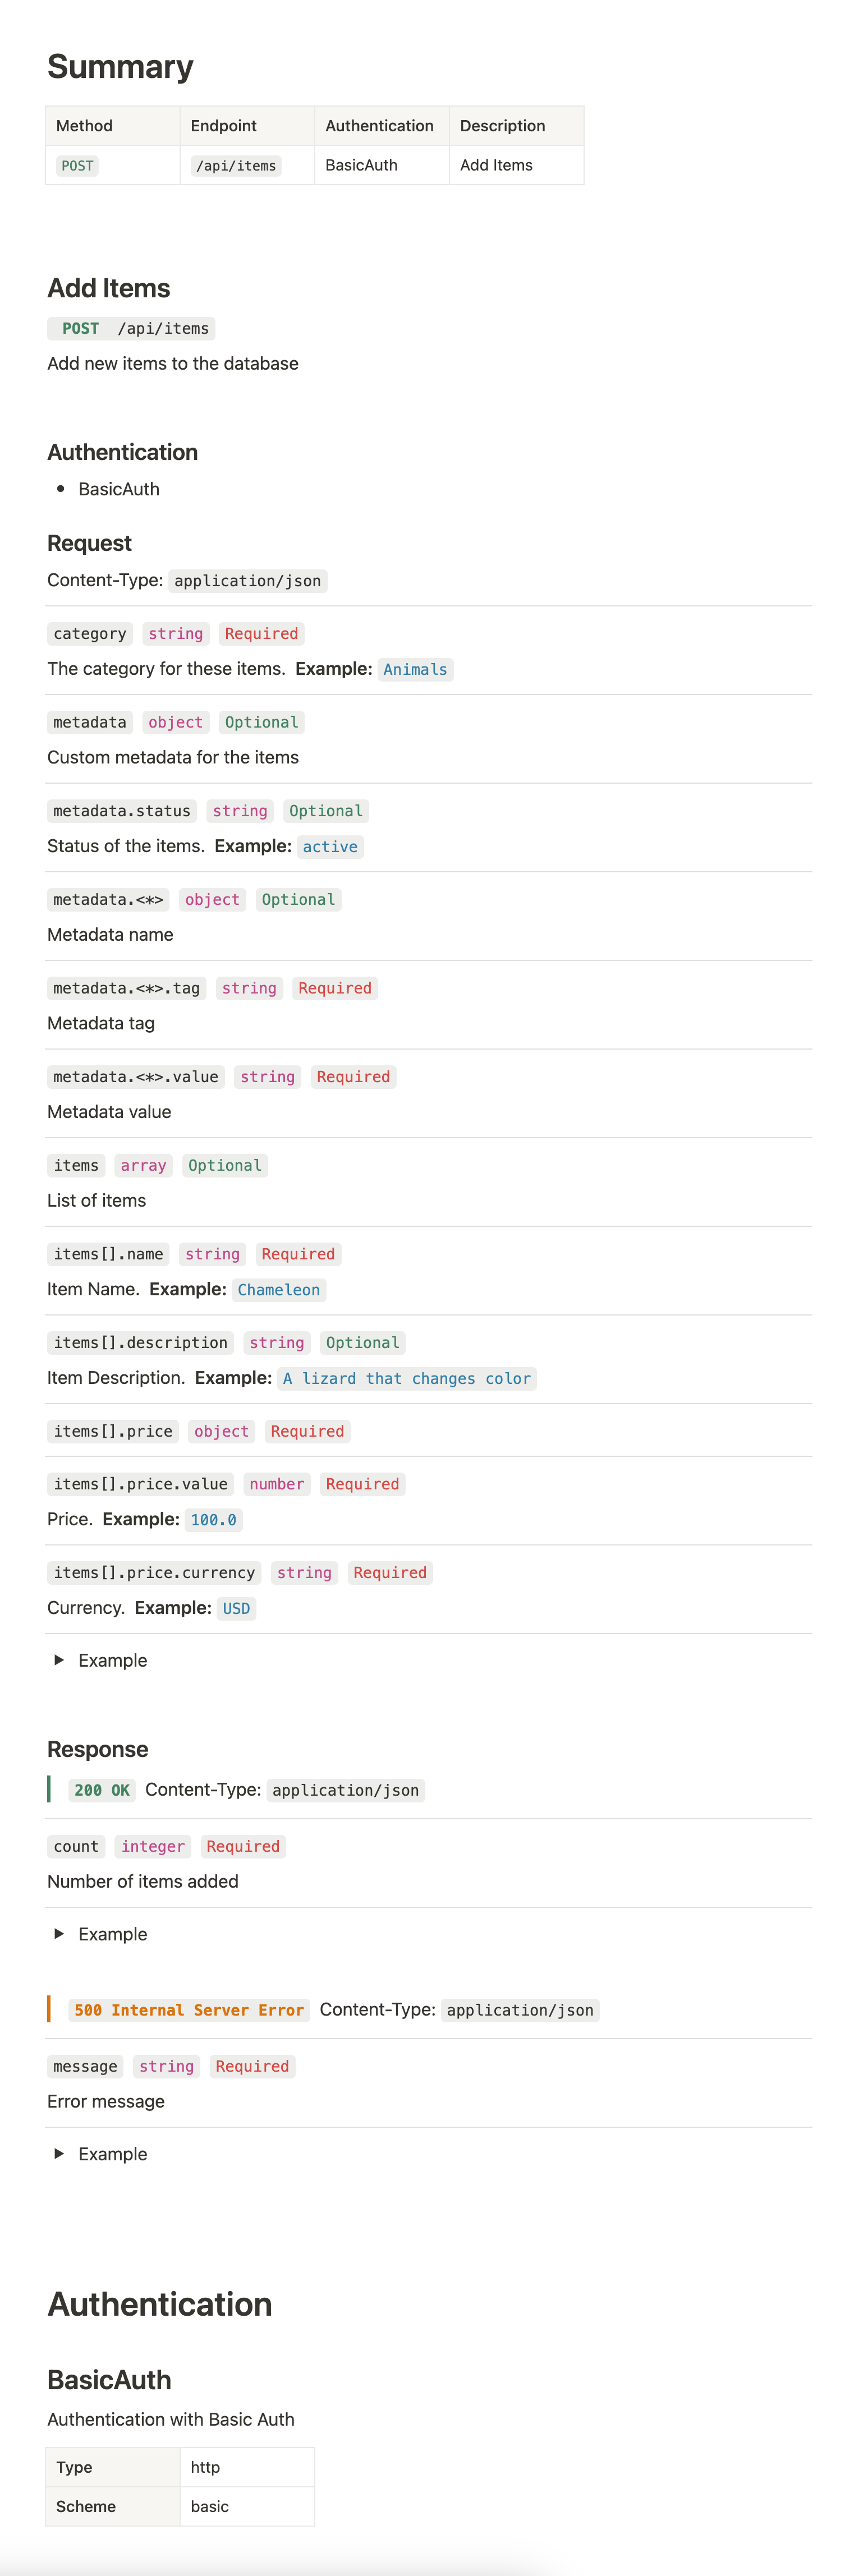 Summary
Method Endpoint Authentication Description
POST /api/items BasicAuth Add Items
Add Items
POST /api/items
Add new items to the database
Authentication
• BasicAuth
Request
Content-Type: application/json
category string Required
The category for these items. Example: Animals
metadata object Optional
Custom metadata for the items
metadata.status string Optional
Status of the items. Example: active
metadata.<*> object Optional
Metadata name
metadata.<*>.tag string Required
Metadata tag
metadata.<*>.value string Required
Metadata value
items array Optional
List of items
items[].name string Required
Item Name. Example: Chameleon
items[].description string Optional
Item Description. Example: A lizard that changes color
items[].price object Required
items[].price.value number Required
Price. Example: 100.0
items[].price.currency string Required
Currency. Example: USD
Example
Response
200 OK Content-Type: application/json
count integer Required
Number of items added
Example
500 Internal Server Error Content-Type: application/json
message string Required
Error message
Example
Authentication
BasicAuth
Authentication with Basic Auth
Type http
Scheme basic